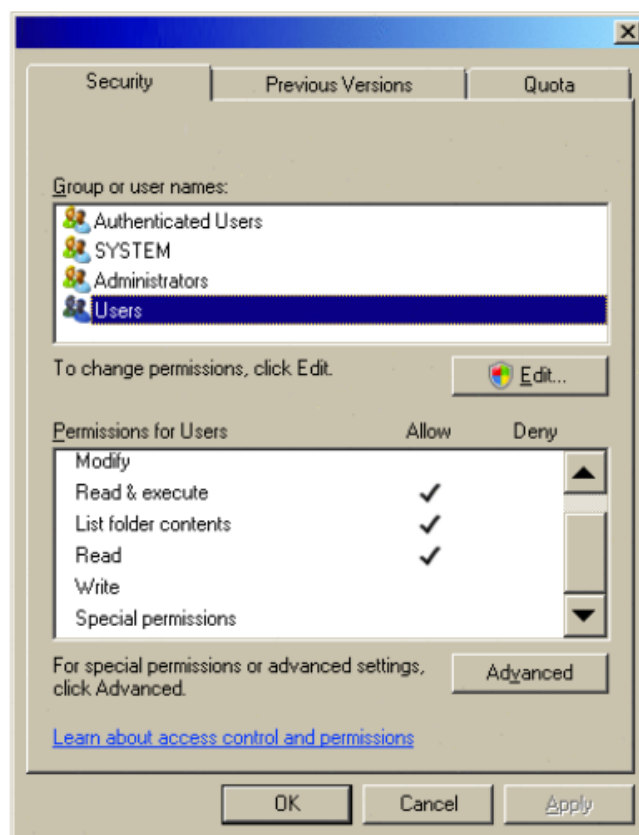 Security Previous Versions Quota
Group or user names:
Authenticated Users
SYSTEM
Administrators
Users
To change permissions, click Edit. Edit...
Permissions for Users Allow Deny
Modify
Read & execute
List folder contents
Read
Write
Special permissions
For special permissions or advanced settings,
click Advanced. Advanced
Learn about access control and permissions
OK Cancel Apply